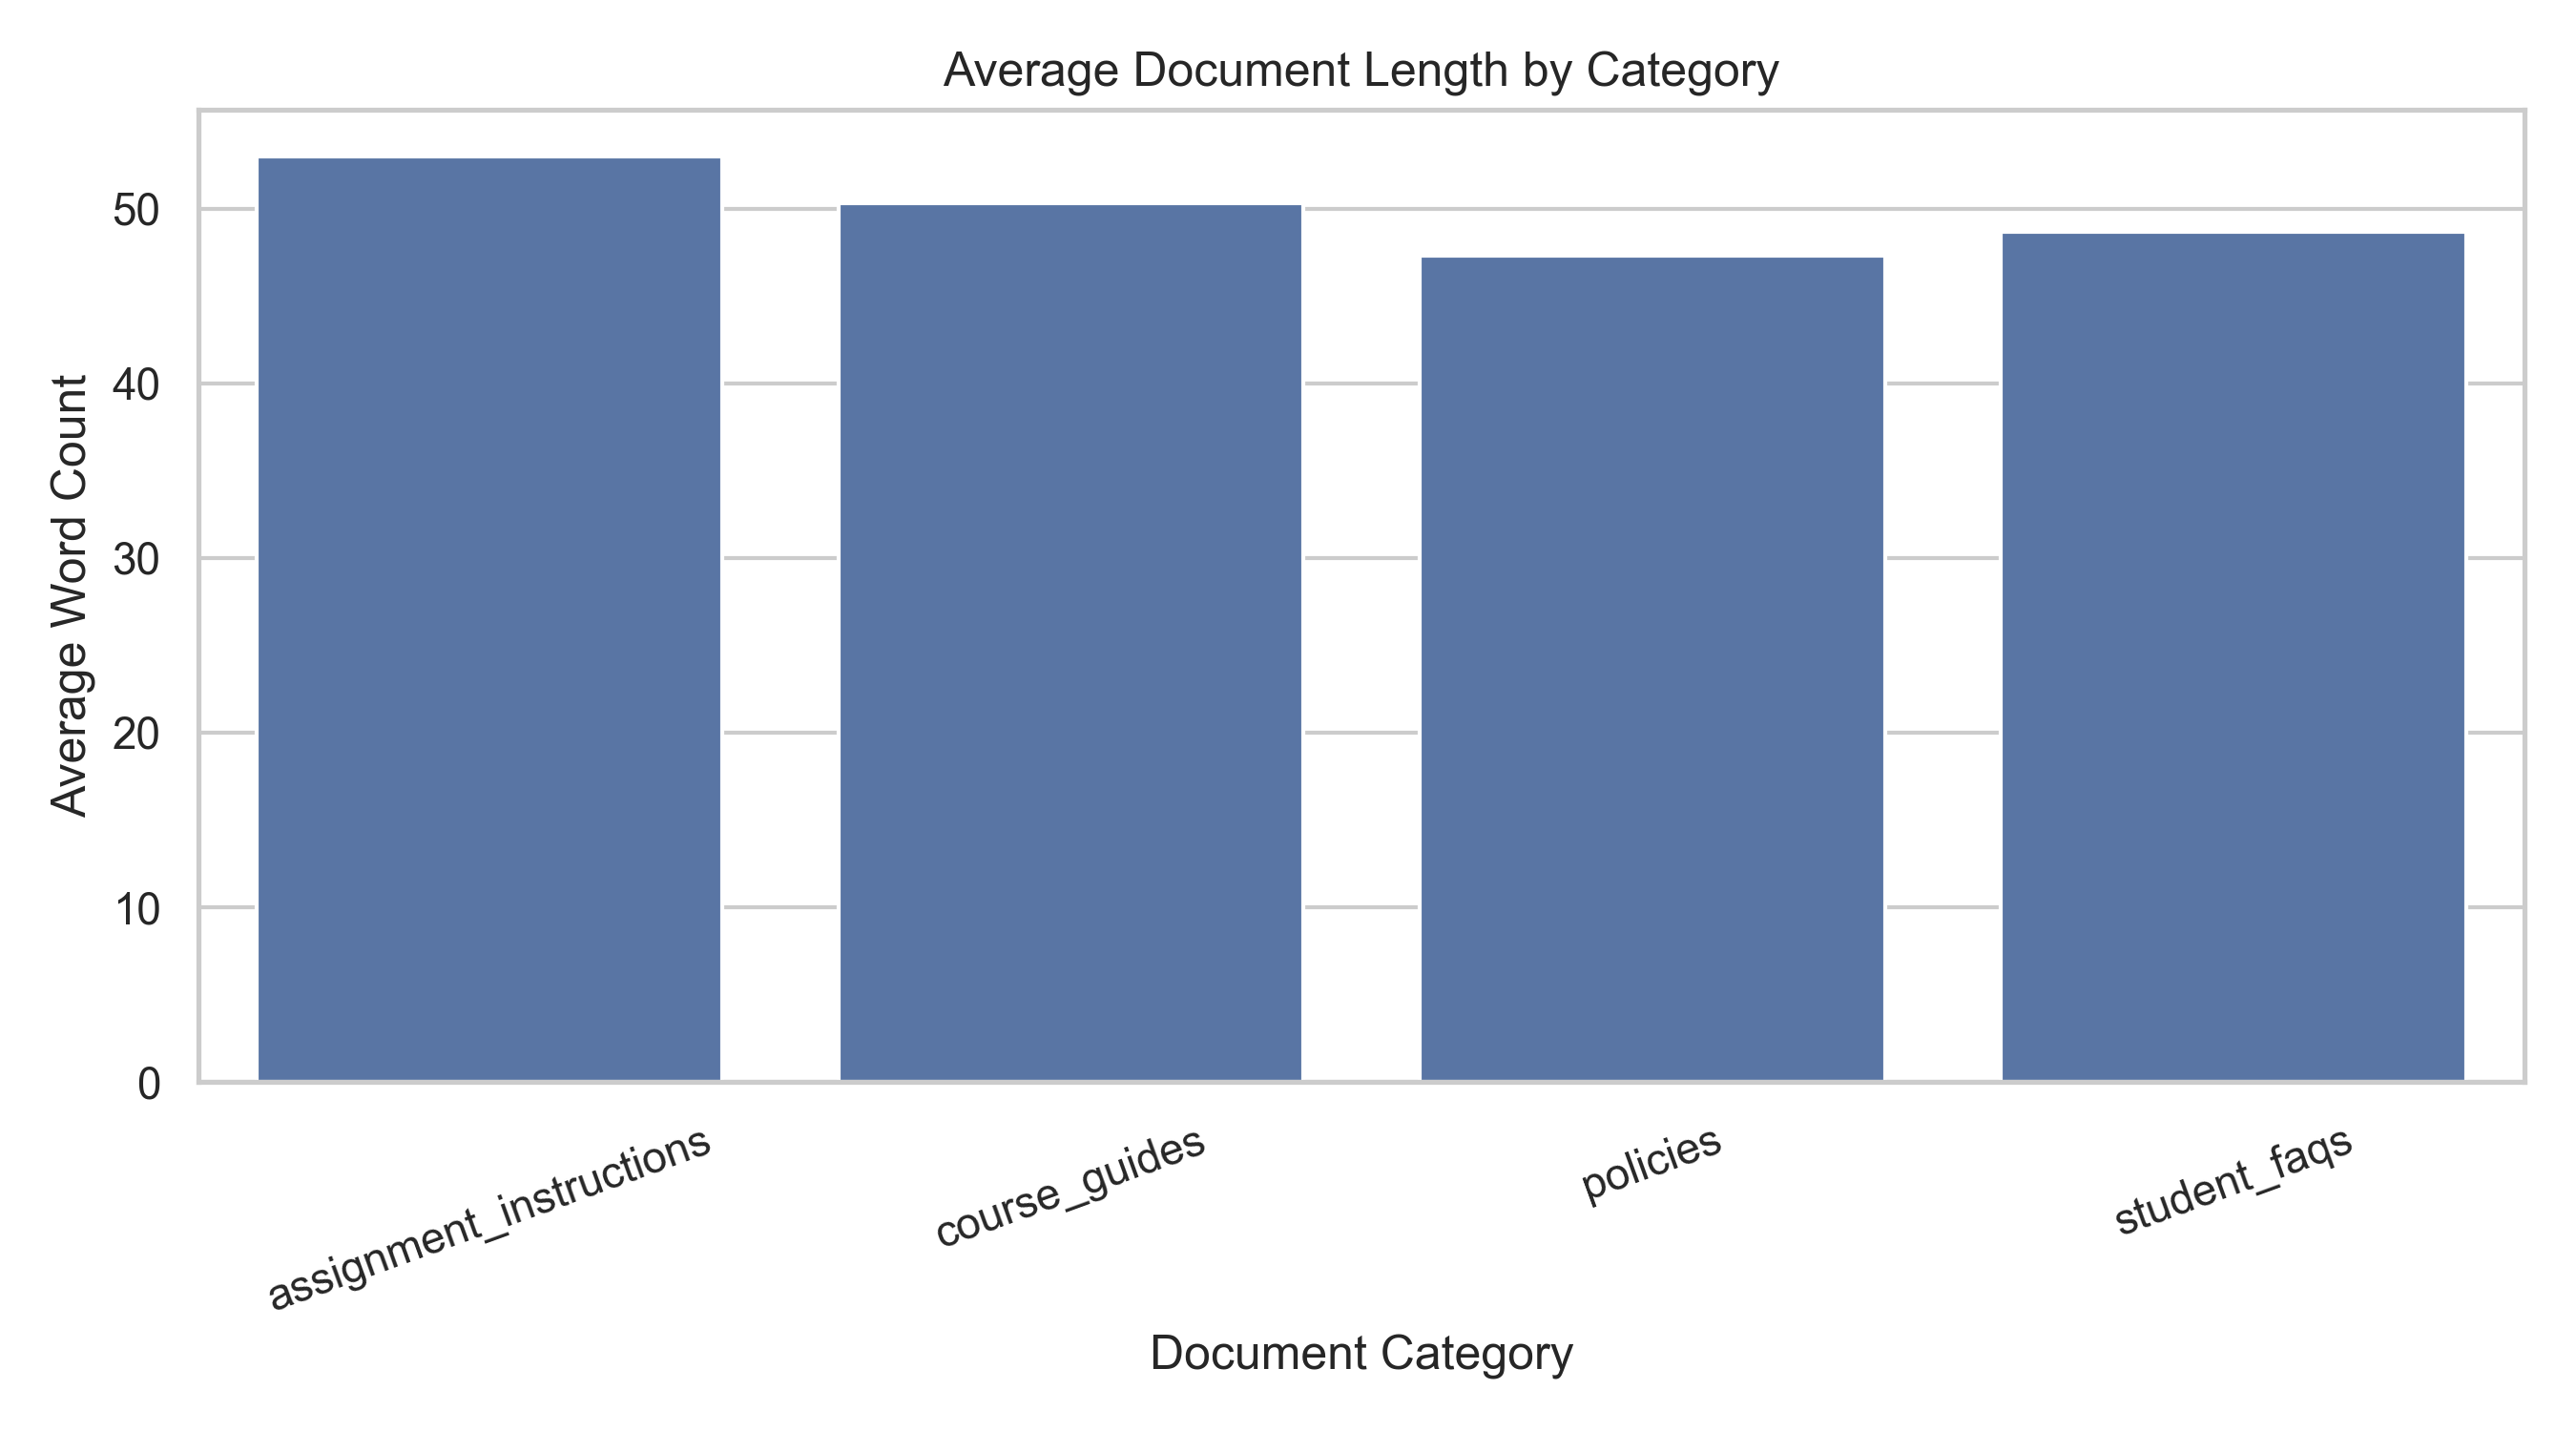 Average Document Length by Category
Average Word Count
50
40
30
20
10
0
assignment_instructions
course_guides
policies
student_faqs
Document Category